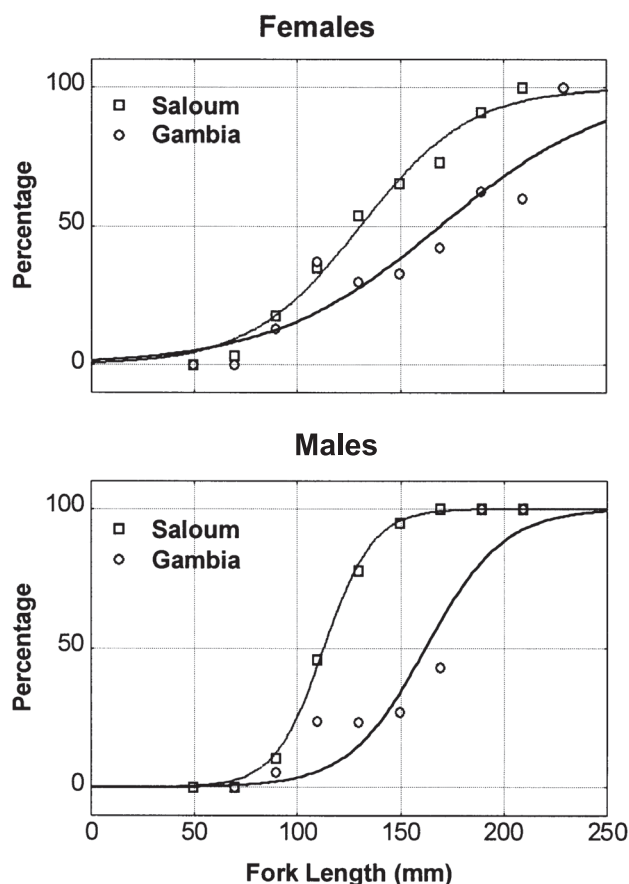 Females
Percentage
100
50
0
Saloum
Gambia
Males
Percentage
100
50
0
Saloum
Gambia
0 50 100 150 200 250
Fork Length (mm)